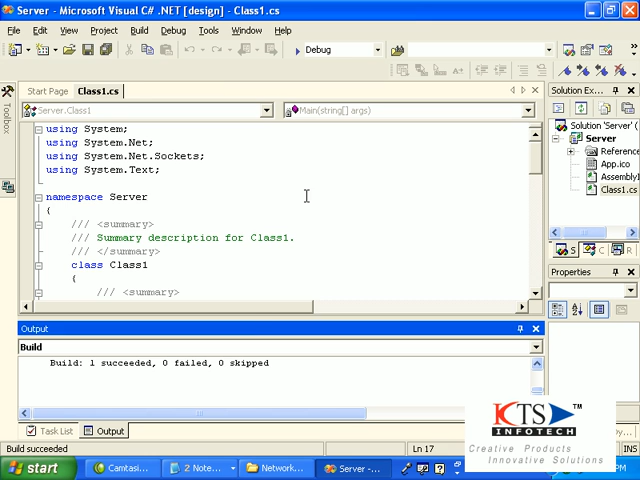 Server - Microsoft Visual C# .NET [design] - Class1.cs
File Edit View Project Build Debug Tools Window Help
Debug
Start Page Class1.cs
Server.Class1 Main(string[] args)
using System;
using System.Net;
using System.Net.Sockets;
using System.Text;
namespace Server
{
/// <summary>
/// Summary description for Class1.
/// </summary>
class Class1
{
/// <summary>
Toolbox
Solution Ex...
Solution 'Server' (
Server
Reference
App.ico
Assembly
Class1.cs
S C R
Properties
Output
Build
Build: 1 succeeded, 0 failed, 0 skipped
Task List Output
Build succeeded Ln 17 INS
KTS TM
INFOTECH
Creative Products
Innovative Solutions
start Camtasi... 2 Note... Network... Server -... PM